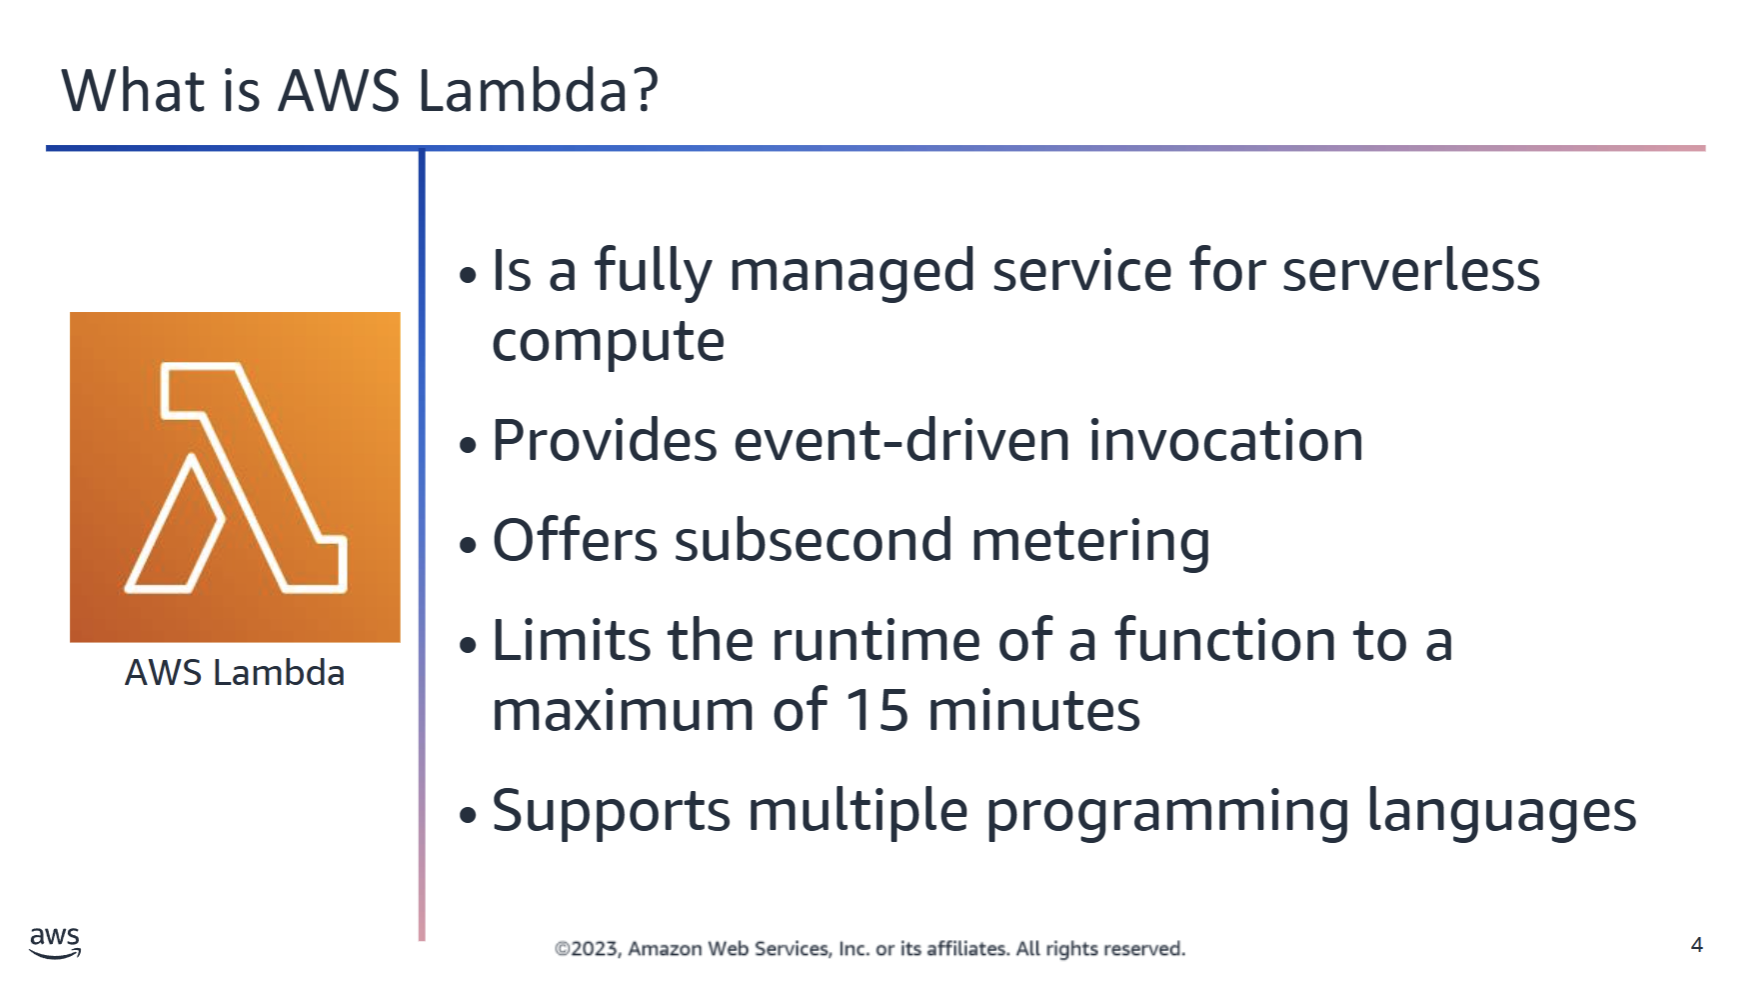 What is AWS Lambda?
• Is a fully managed service for serverless
compute
• Provides event-driven invocation
• Offers subsecond metering
• Limits the runtime of a function to a
maximum of 15 minutes
• Supports multiple programming languages
AWS Lambda
aws
©2023, Amazon Web Services, Inc. or its affiliates. All rights reserved.
4